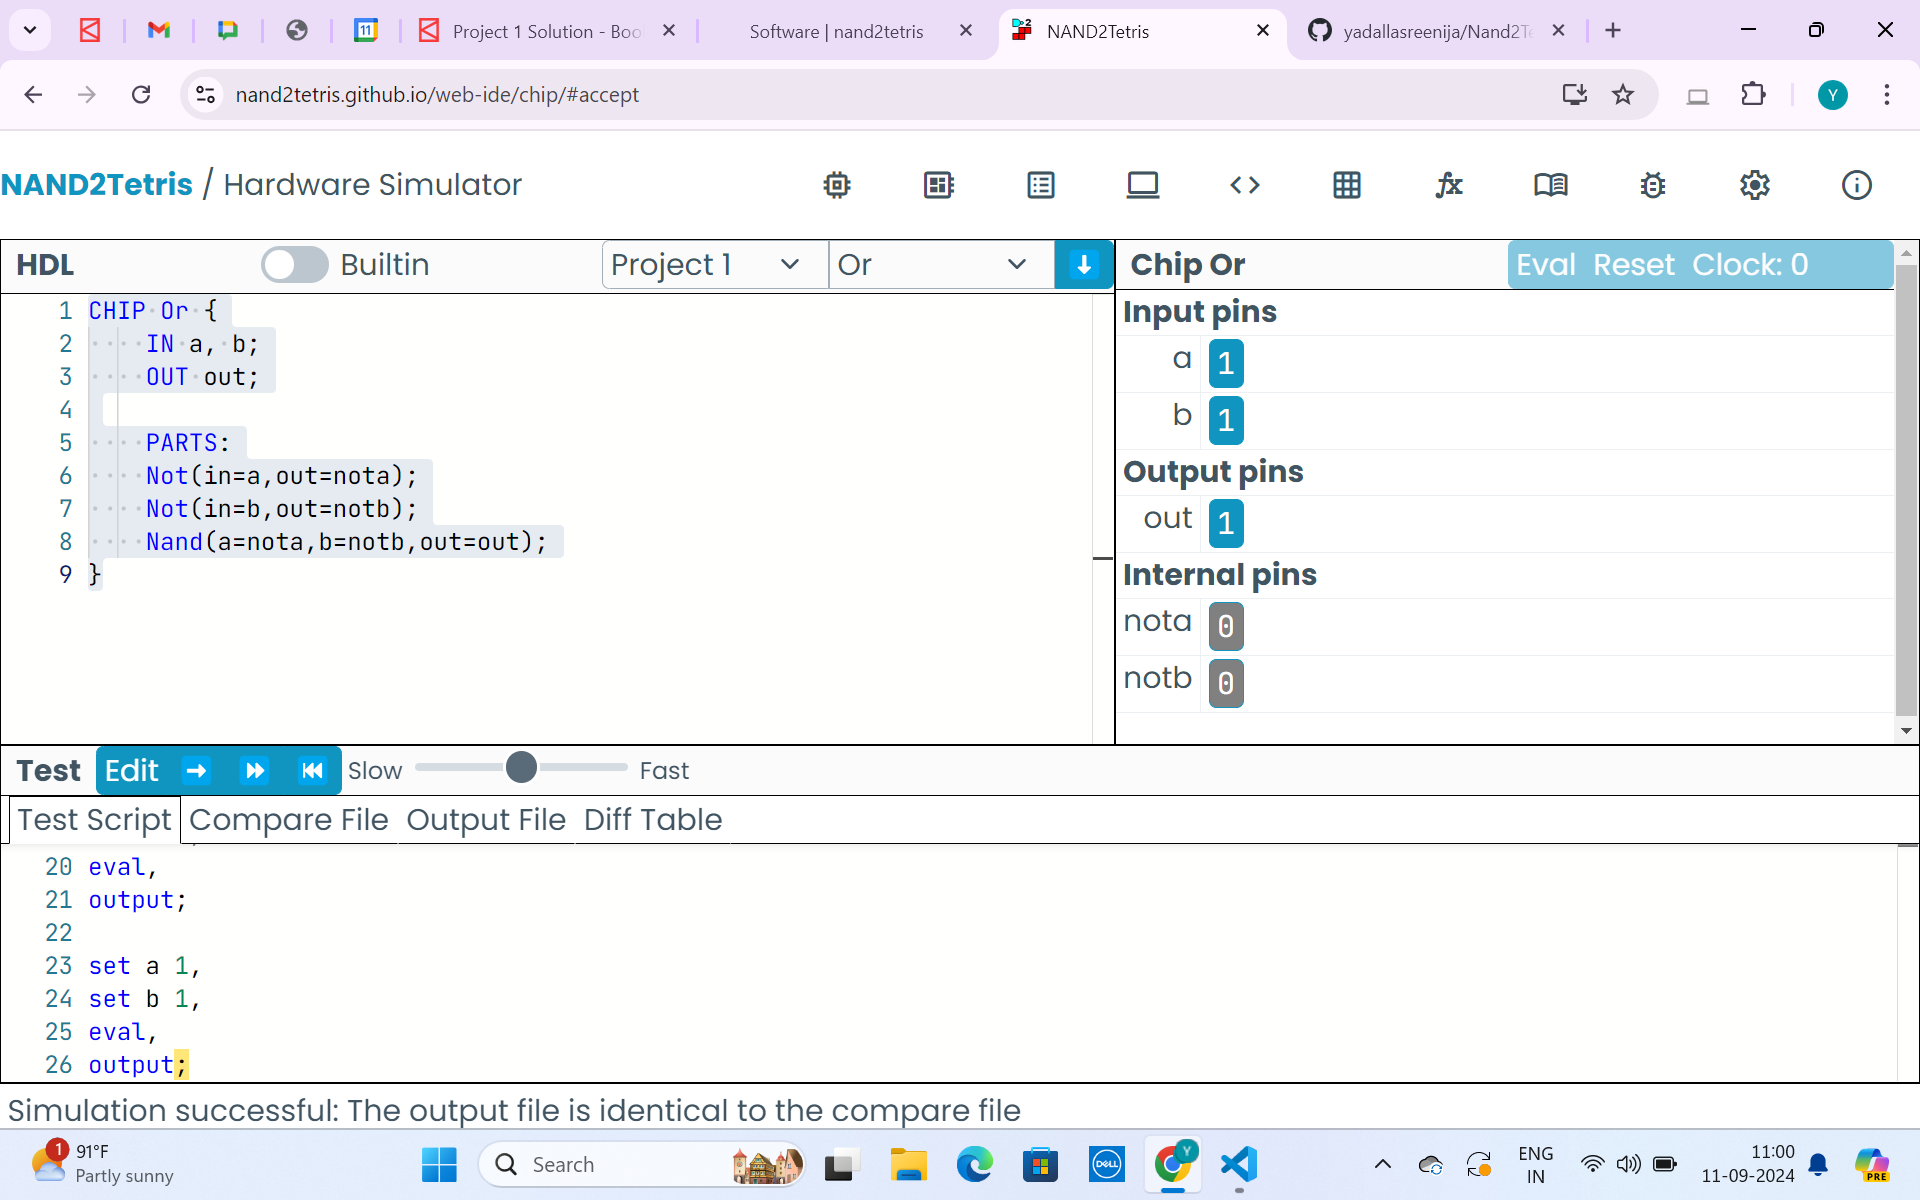 Project 1 Solution - Boo
Software | nand2tetris
NAND2Tetris
yadallasreenija/Nand2Te
nand2tetris.github.io/web-ide/chip/#accept
Y
NAND2Tetris / Hardware Simulator
HDL
Builtin
Project 1
Or
Chip Or
Eval Reset Clock: 0
1 CHIP Or {
2 IN a, b;
3 OUT out;
4
5 PARTS:
6 Not(in=a,out=nota);
7 Not(in=b,out=notb);
8 Nand(a=nota,b=notb,out=out);
9 }
Input pins
a 1
b 1
Output pins
out 1
Internal pins
nota 0
notb 0
Test Edit Slow Fast
Test Script Compare File Output File Diff Table
20 eval,
21 output;
22
23 set a 1,
24 set b 1,
25 eval,
26 output;
Simulation successful: The output file is identical to the compare file
1
91°F
Partly sunny
Search
DELL
Y
ENG
IN
11:00
11-09-2024
PRE